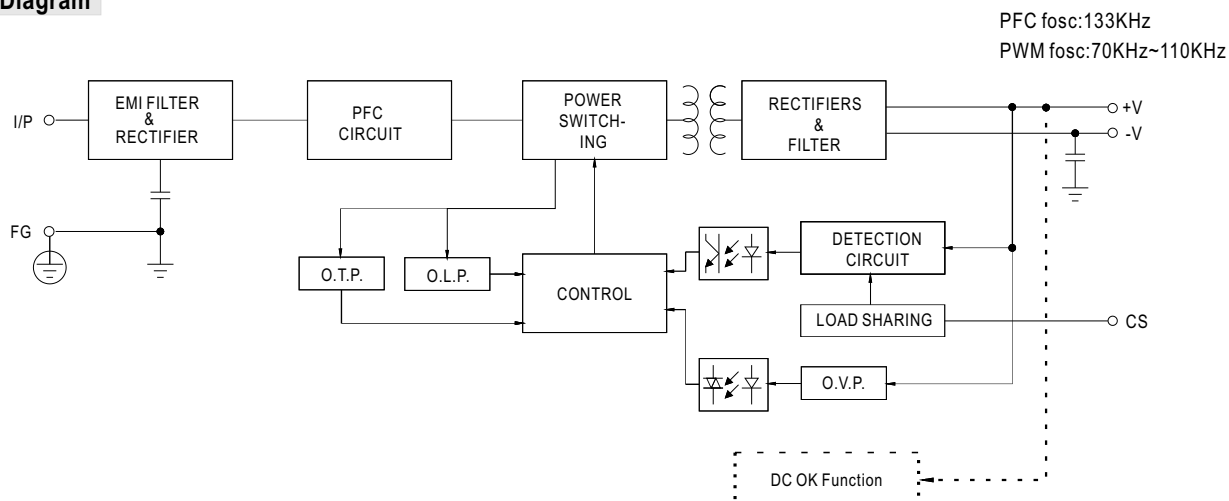 Diagram
PFC fosc:133KHz
PWM fosc:70KHz~110KHz
I/P
EMI FILTER
&
RECTIFIER
PFC
CIRCUIT
POWER
SWITCH-
ING
RECTIFIERS
&
FILTER
+V
-V
FG
O.T.P.
O.L.P.
CONTROL
DETECTION
CIRCUIT
LOAD SHARING
CS
O.V.P.
DC OK Function